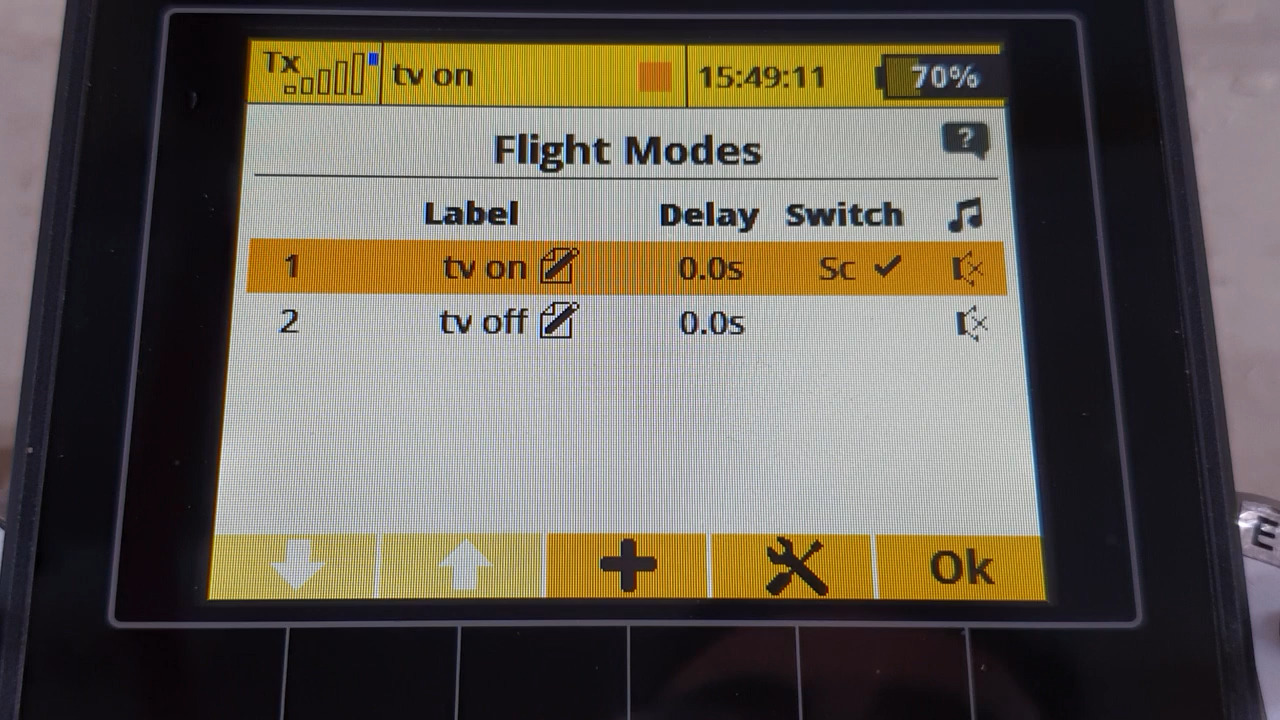 Tx tv on 15:49:11 70%
Flight Modes ?
Label Delay Switch
1 tv on 0.0s Sc
2 tv off 0.0s
Ok
E